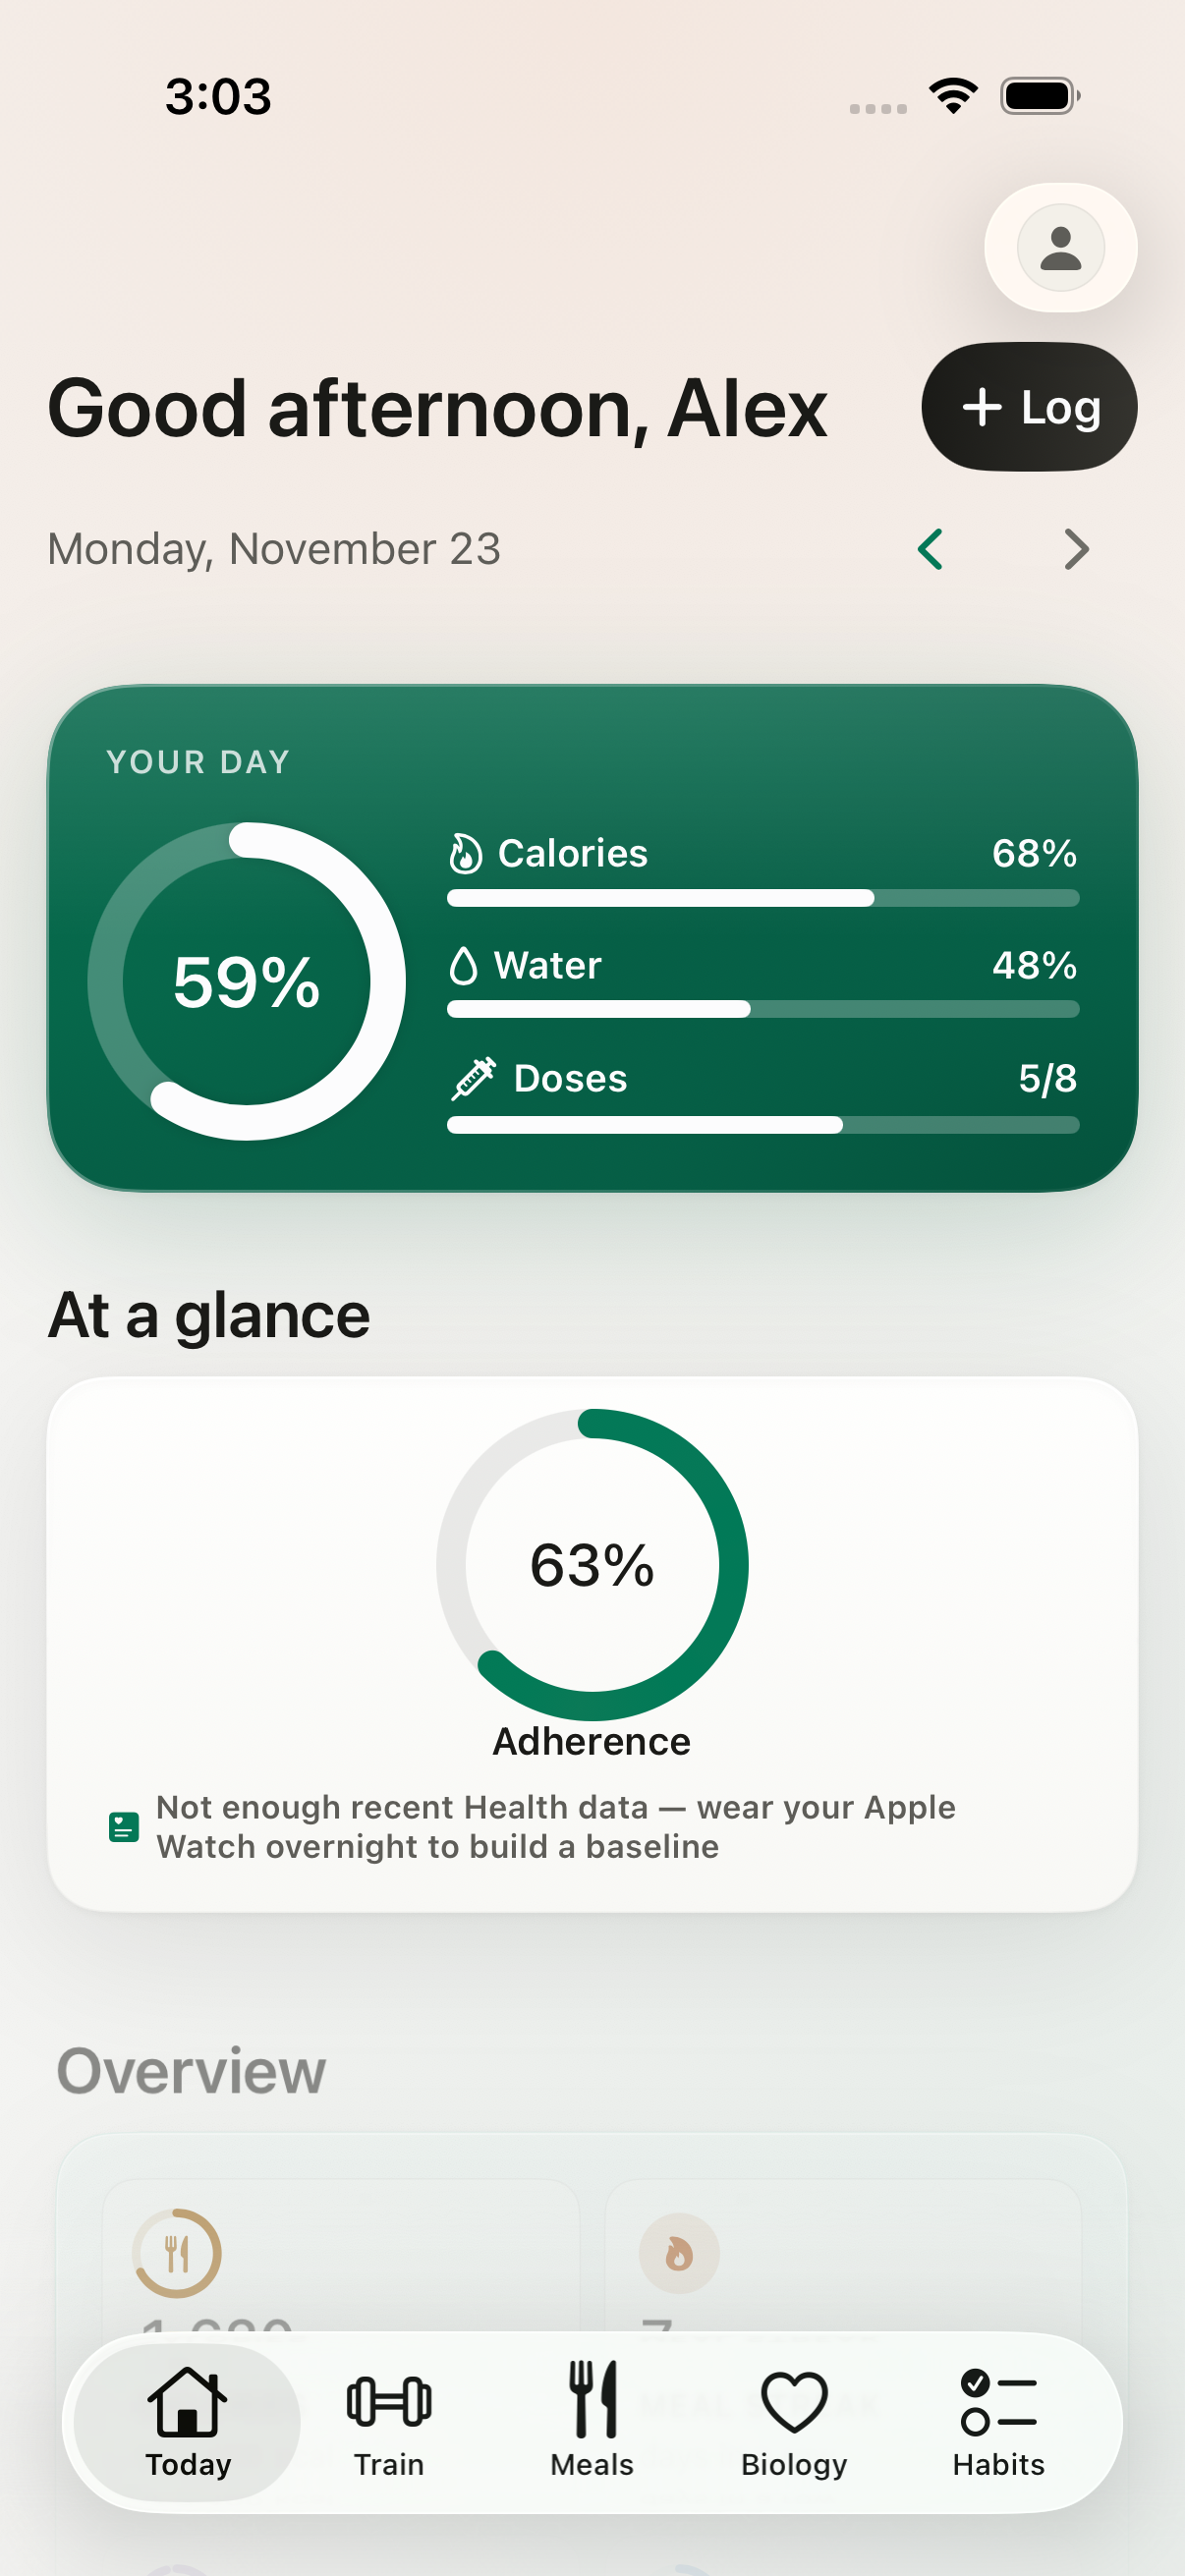 3:03
Good afternoon, Alex
+ Log
Monday, November 23
YOUR DAY
59%
Calories
68%
Water
48%
Doses
5/8
At a glance
63%
Adherence
Not enough recent Health data — wear your Apple
Watch overnight to build a baseline
Overview
Today
Train
Meals
Biology
Habits